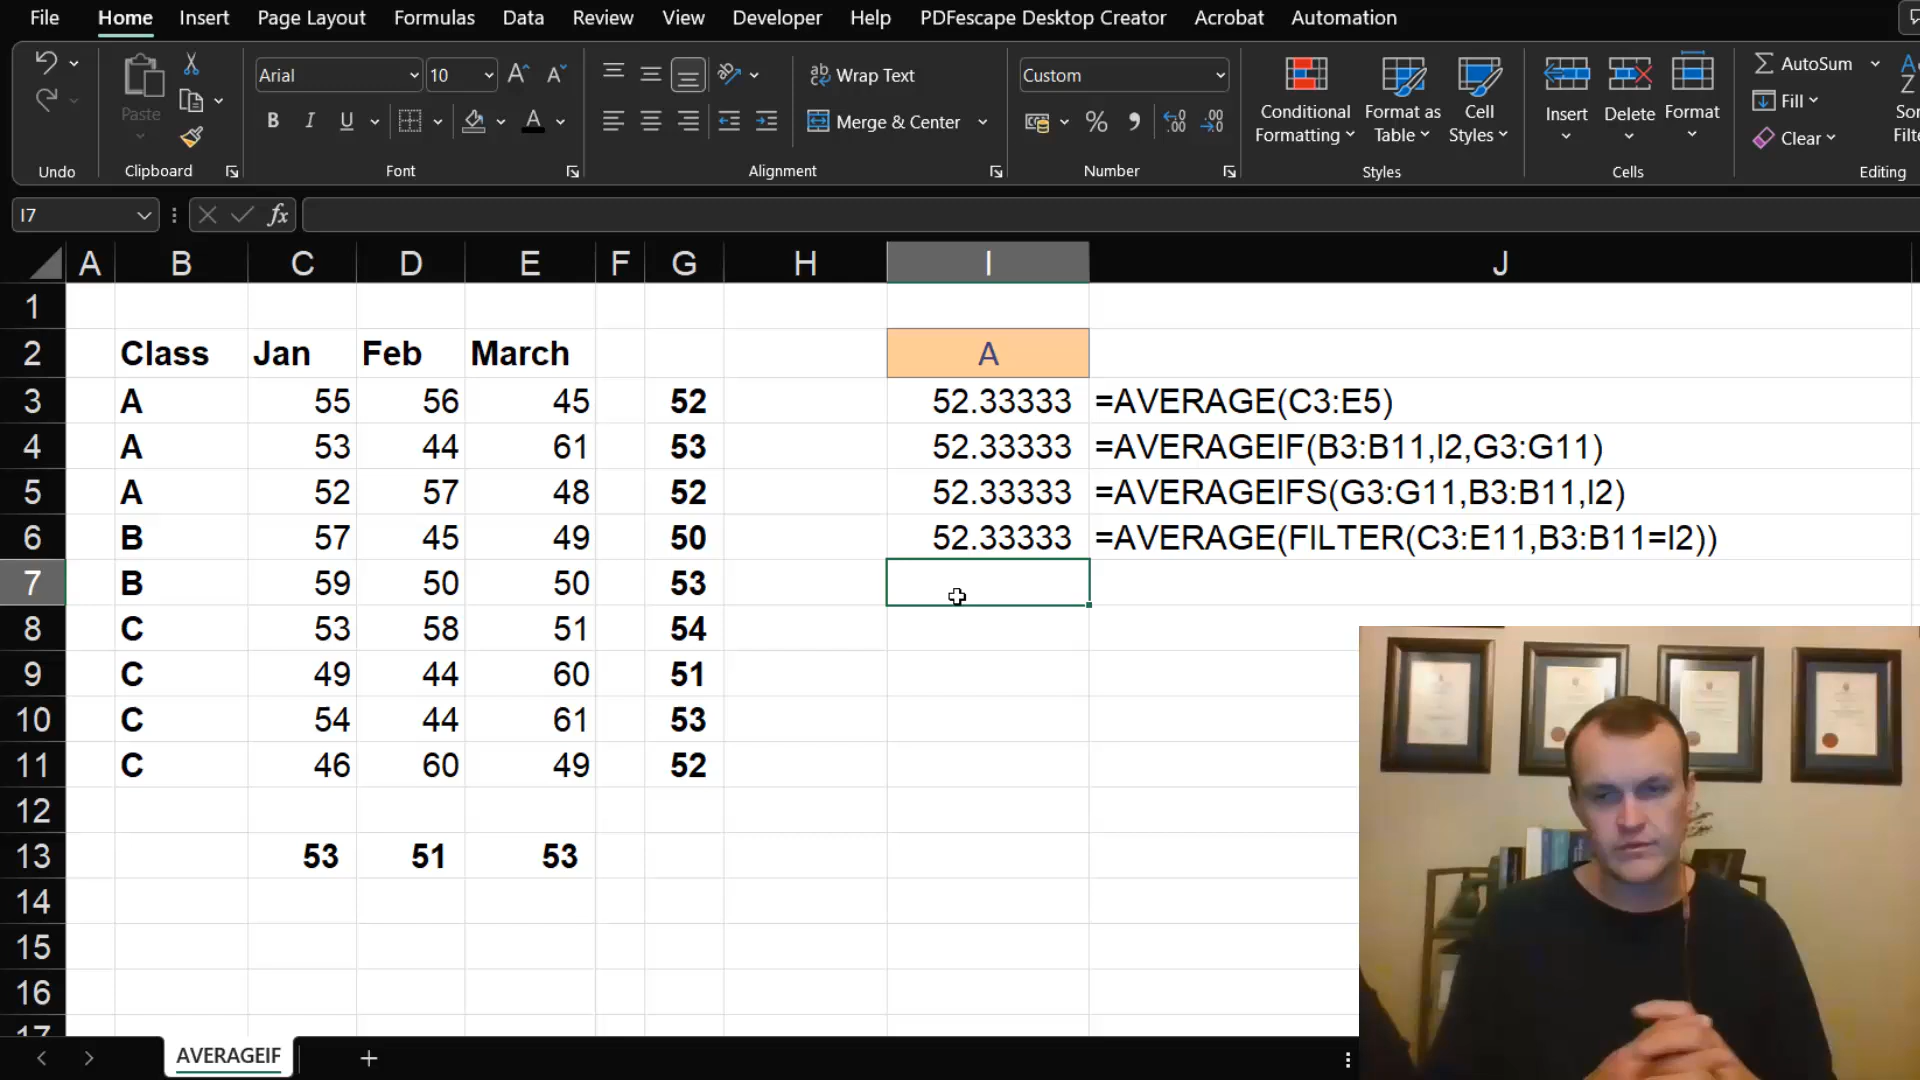 File Home Insert Page Layout Formulas Data Review View Developer Help PDFescape Desktop Creator Acrobat Automation
Arial 10 Wrap Text Custom AutoSum
Paste Conditional Formatting Format as Table Cell Styles Insert Delete Format Fill
B I U A Merge & Center % Clear
Undo Clipboard Font Alignment Number Styles Cells Editing
I7 fx
A B C D E F G H I J
1
2 Class Jan Feb March A
3 A 55 56 45 52 52.33333 =AVERAGE(C3:E5)
4 A 53 44 61 53 52.33333 =AVERAGEIF(B3:B11,I2,G3:G11)
5 A 52 57 48 52 52.33333 =AVERAGEIFS(G3:G11,B3:B11,I2)
6 B 57 45 49 50 52.33333 =AVERAGE(FILTER(C3:E11,B3:B11=I2))
7 B 59 50 50 53
8 C 53 58 51 54
9 C 49 44 60 51
10 C 54 44 61 53
11 C 46 60 49 52
12
13 53 51 53
14
15
16
17
AVERAGEIF